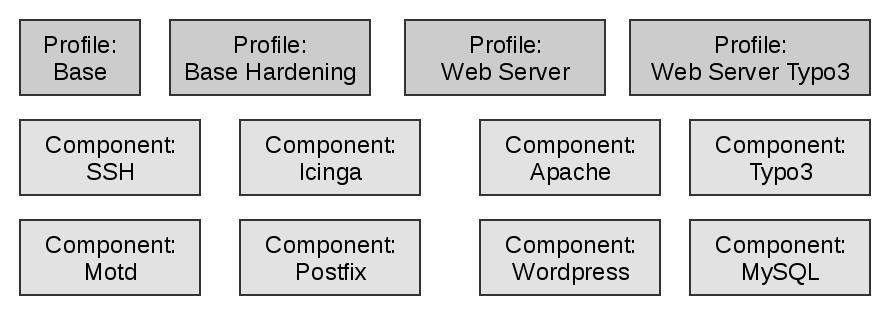 Profile:
Base
Profile:
Base Hardening
Profile:
Web Server
Profile:
Web Server Typo3
Component:
SSH
Component:
Icinga
Component:
Apache
Component:
Typo3
Component:
Motd
Component:
Postfix
Component:
Wordpress
Component:
MySQL